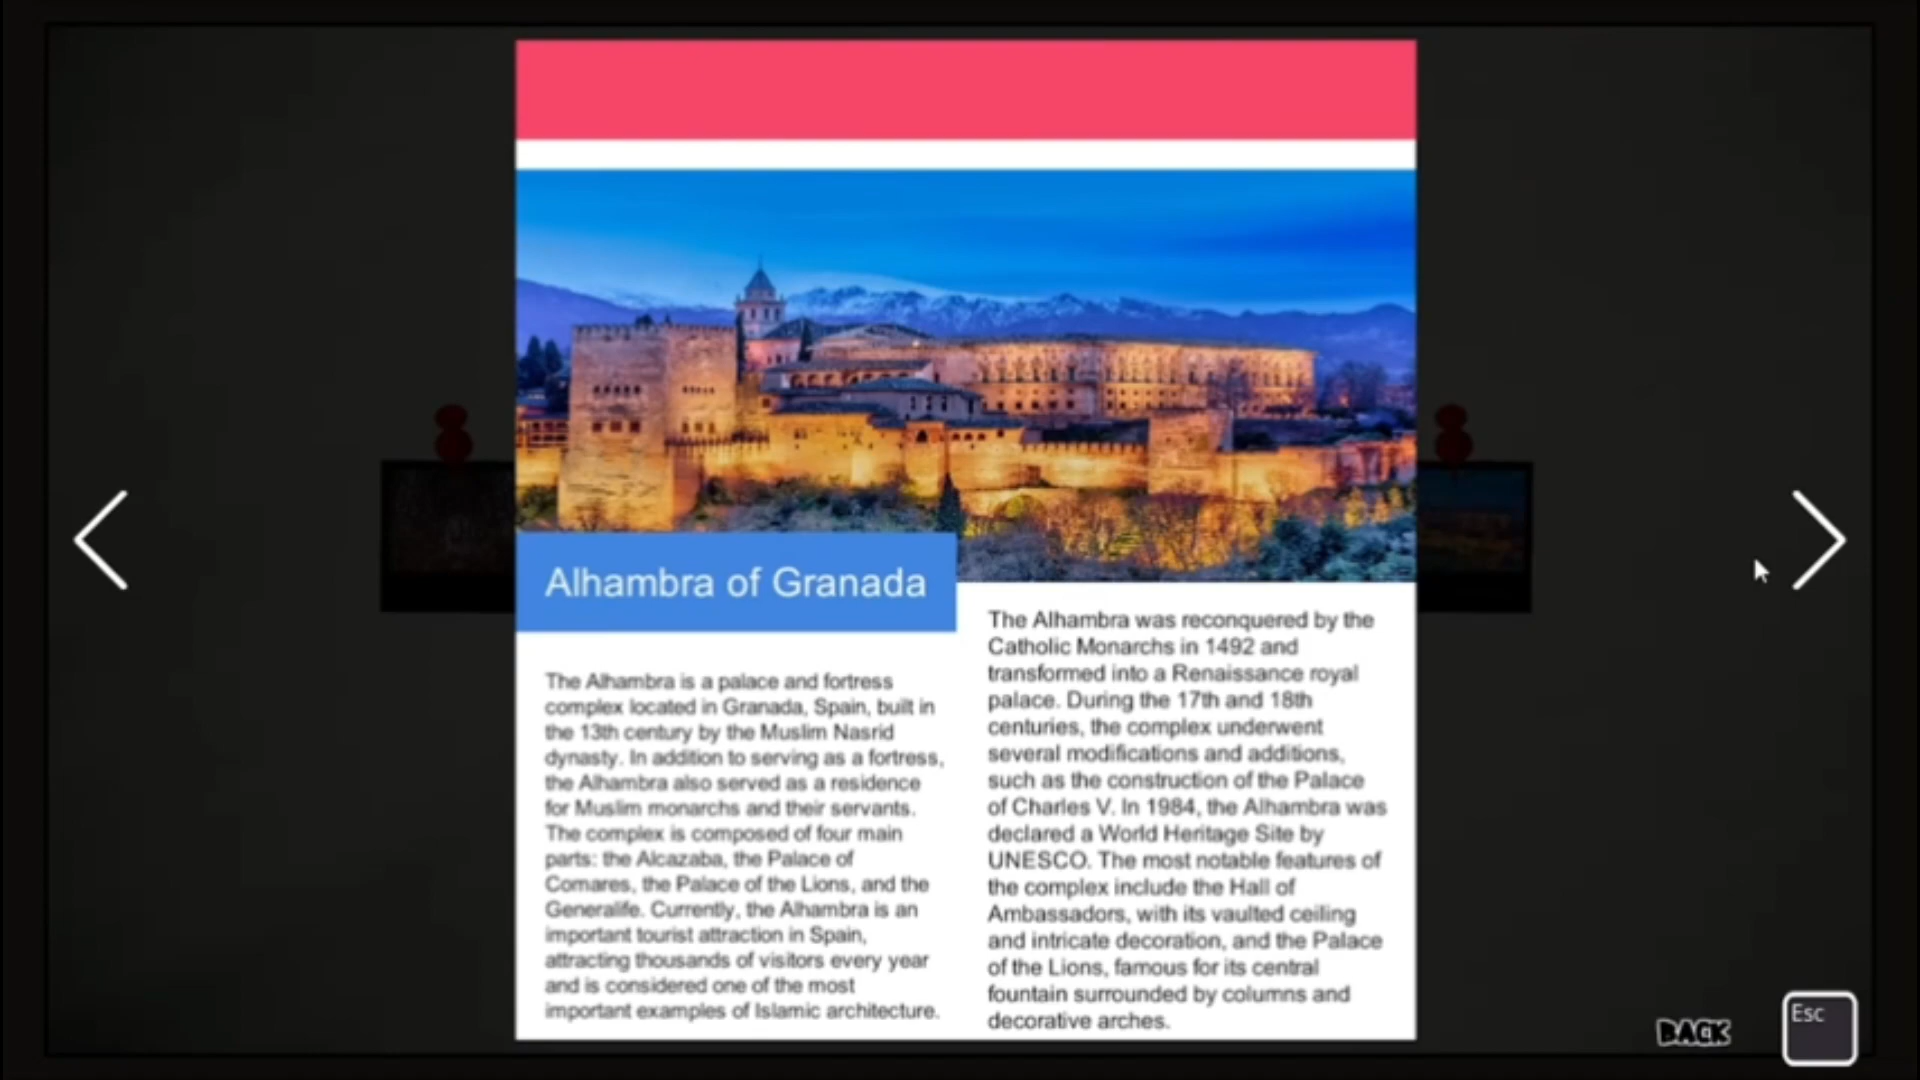 Alhambra of Granada
The Alhambra is a palace and fortress
complex located in Granada, Spain, built in
the 13th century by the Muslim Nasrid
dynasty. In addition to serving as a fortress,
the Alhambra also served as a residence
for Muslim monarchs and their servants.
The complex is composed of four main
parts: the Alcazaba, the Palace of
Comares, the Palace of the Lions, and the
Generalife. Currently, the Alhambra is an
important tourist attraction in Spain,
attracting thousands of visitors every year
and is considered one of the most
important examples of Islamic architecture.
The Alhambra was reconquered by the
Catholic Monarchs in 1492 and
transformed into a Renaissance royal
palace. During the 17th and 18th
centuries, the complex underwent
several modifications and additions,
such as the construction of the Palace
of Charles V. In 1984, the Alhambra was
declared a World Heritage Site by
UNESCO. The most notable features of
the complex include the Hall of
Ambassadors, with its vaulted ceiling
and intricate decoration, and the Palace
of the Lions, famous for its central
fountain surrounded by columns and
decorative arches.
BACK
Esc